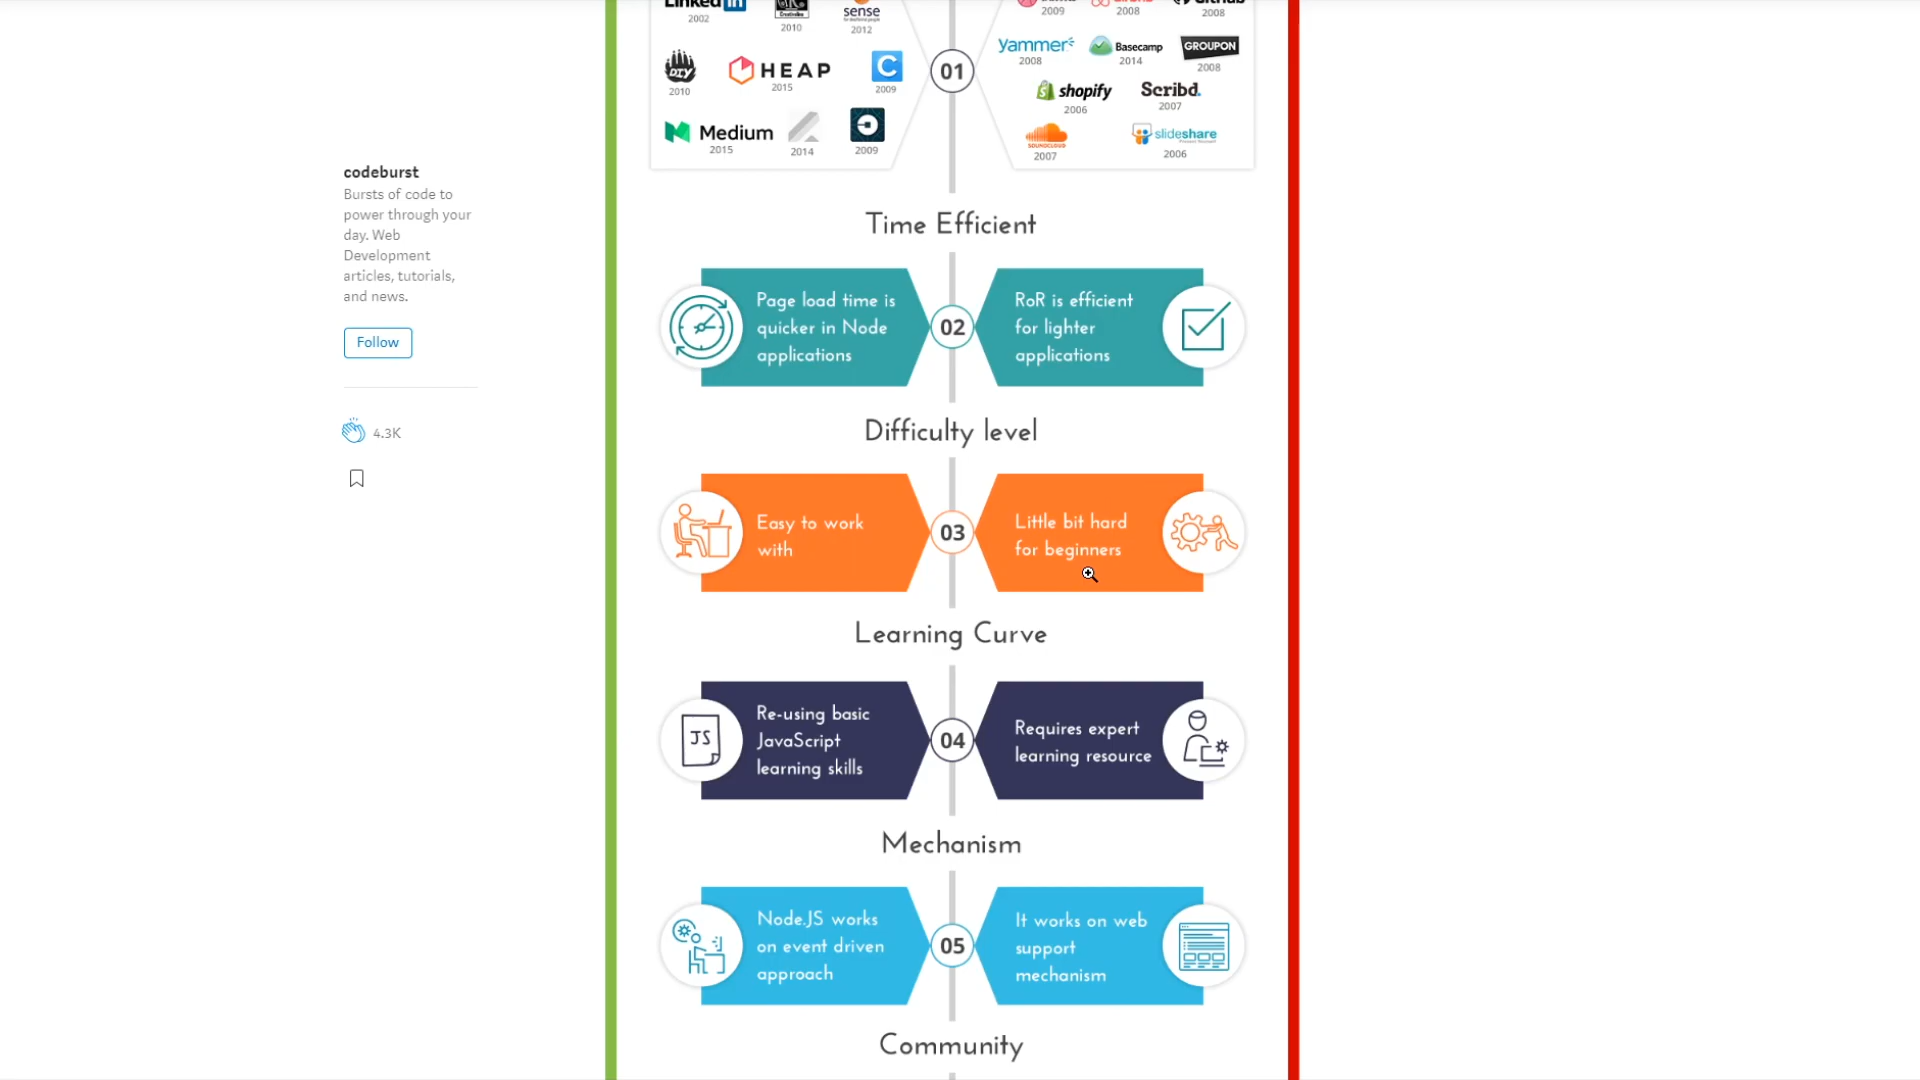 LinkedIn
2002
2010
sense
2012
2009
2008
2008
DIY
2010
HEAP
2015
C
2009
yammer
2008
Basecamp
2014
GROUPON
2008
shopify
2006
Scribd.
2007
Medium
2015
2014
2009
SOUNDCLOUD
2007
slideshare
2006
01
codeburst
Bursts of code to
power through your
day. Web
Development
articles, tutorials,
and news.
Follow
4.3K
Time Efficient
Page load time is
quicker in Node
applications
02
RoR is efficient
for lighter
applications
Difficulty level
Easy to work
with
03
Little bit hard
for beginners
Learning Curve
JS
Re-using basic
JavaScript
learning skills
04
Requires expert
learning resource
Mechanism
Node.JS works
on event driven
approach
05
It works on web
support
mechanism
Community